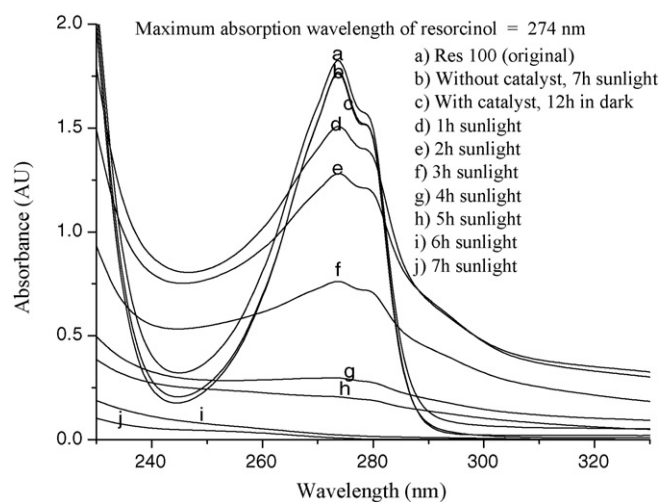 Maximum absorption wavelength of resorcinol = 274 nm
a) Res 100 (original)
b) Without catalyst, 7h sunlight
c) With catalyst, 12h in dark
d) 1h sunlight
e) 2h sunlight
f) 3h sunlight
g) 4h sunlight
h) 5h sunlight
i) 6h sunlight
j) 7h sunlight
a
b
c
d
e
f
g
h
i
j
Absorbance (AU)
2.0
1.5
1.0
0.5
0.0
240 260 280 300 320
Wavelength (nm)